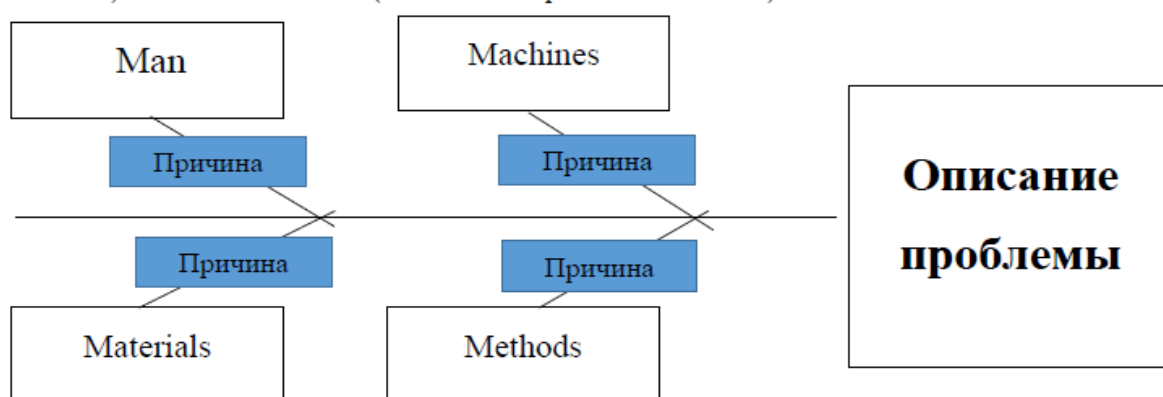 Man
Machines
Причина
Причина
Описание
проблемы
Причина
Причина
Materials
Methods